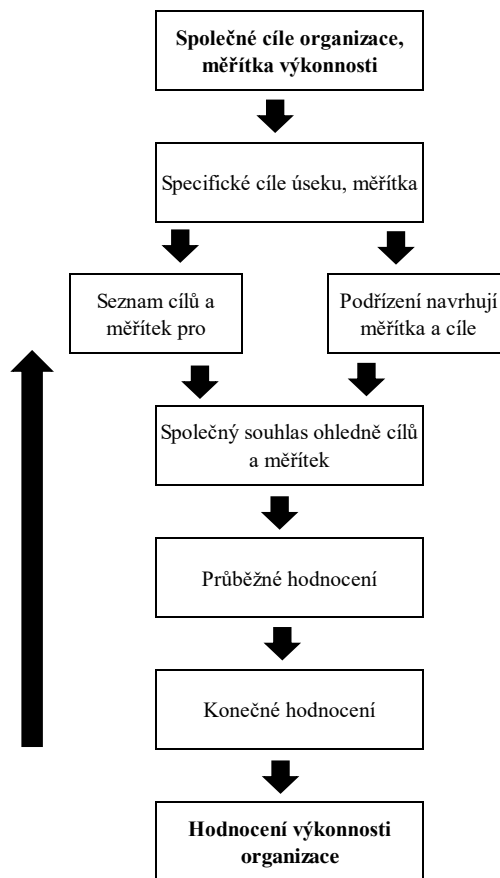 Společné cíle organizace,
měřítka výkonnosti
Specifické cíle úseku, měřítka
Seznam cílů a
měřítek pro
Podřízení navrhují
měřítka a cíle
Společný souhlas ohledně cílů
a měřítek
Průběžné hodnocení
Konečné hodnocení
Hodnocení výkonnosti
organizace